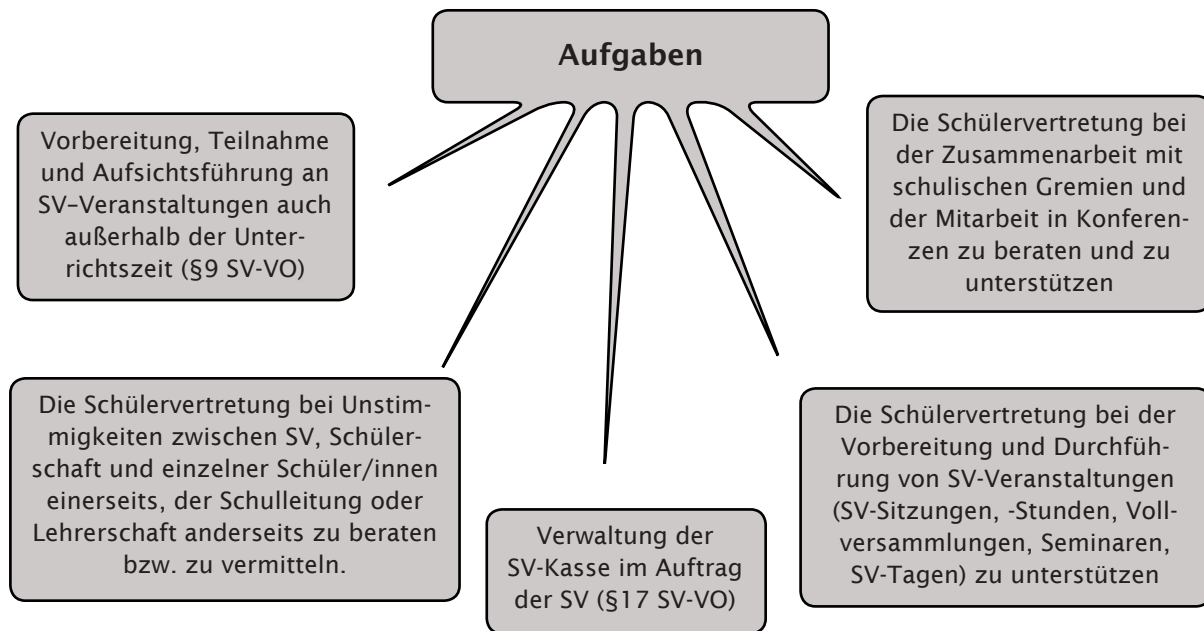 Aufgaben
Vorbereitung, Teilnahme
und Aufsichtsführung an
SV–Veranstaltungen auch
außerhalb der Unter-
richtszeit (§9 SV-VO)
Die Schülervertretung bei
der Zusammenarbeit mit
schulischen Gremien und
der Mitarbeit in Konferen-
zen zu beraten und zu
unterstützen
Die Schülervertretung bei Unstim-
migkeiten zwischen SV, Schüler-
schaft und einzelner Schüler/innen
einerseits, der Schulleitung oder
Lehrerschaft anderseits zu beraten
bzw. zu vermitteln.
Verwaltung der
SV-Kasse im Auftrag
der SV (§17 SV-VO)
Die Schülervertretung bei der
Vorbereitung und Durchfüh-
rung von SV-Veranstaltungen
(SV-Sitzungen, -Stunden, Voll-
versammlungen, Seminaren,
SV-Tagen) zu unterstützen